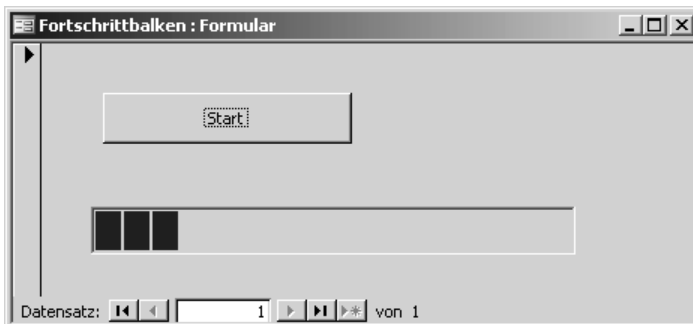 Fortschrittbalken : Formular
Start
Datensatz: 1 von 1